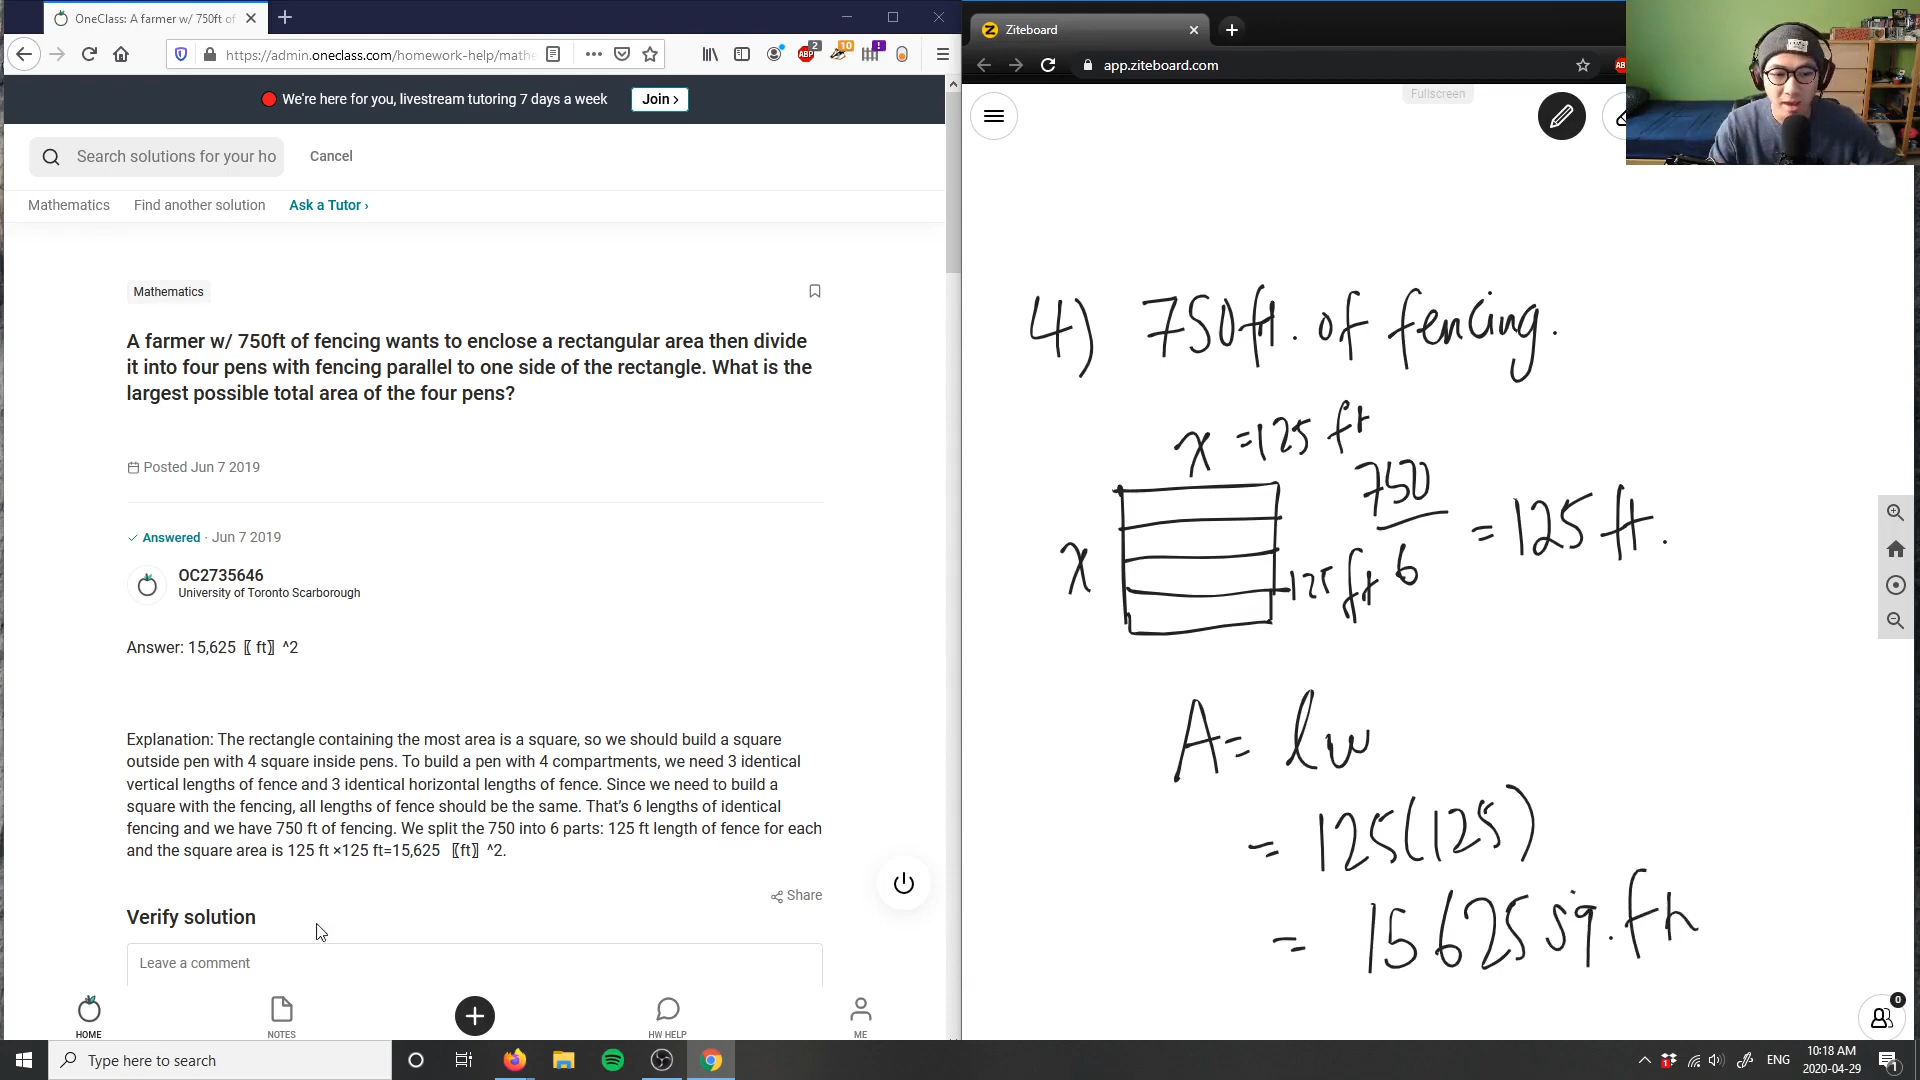 OneClass: A farmer w/ 750ft of
https://admin.oneclass.com/homework-help/mathe
2
10
We're here for you, livestream tutoring 7 days a week
Join ›
Search solutions for your ho
Cancel
Mathematics
Find another solution
Ask a Tutor ›
Mathematics
A farmer w/ 750ft of fencing wants to enclose a rectangular area then divide
it into four pens with fencing parallel to one side of the rectangle. What is the
largest possible total area of the four pens?
Posted Jun 7 2019
Answered · Jun 7 2019
OC2735646
University of Toronto Scarborough
Answer: 15,625 〖 ft〗 ^2
Explanation: The rectangle containing the most area is a square, so we should build a square
outside pen with 4 square inside pens. To build a pen with 4 compartments, we need 3 identical
vertical lengths of fence and 3 identical horizontal lengths of fence. Since we need to build a
square with the fencing, all lengths of fence should be the same. That's 6 lengths of identical
fencing and we have 750 ft of fencing. We split the 750 into 6 parts: 125 ft length of fence for each
and the square area is 125 ft ×125 ft=15,625 〖ft〗 ^2.
Share
Verify solution
Leave a comment
HOME
NOTES
HW HELP
ME
Ziteboard
app.ziteboard.com
Fullscreen
4) 750ft. of fencing.
x =125 ft
750
6
= 125 ft.
x
125 ft
A = lw
= 125(125)
= 15625 sq.ft
0
Type here to search
ENG
10:18 AM
2020-04-29
1